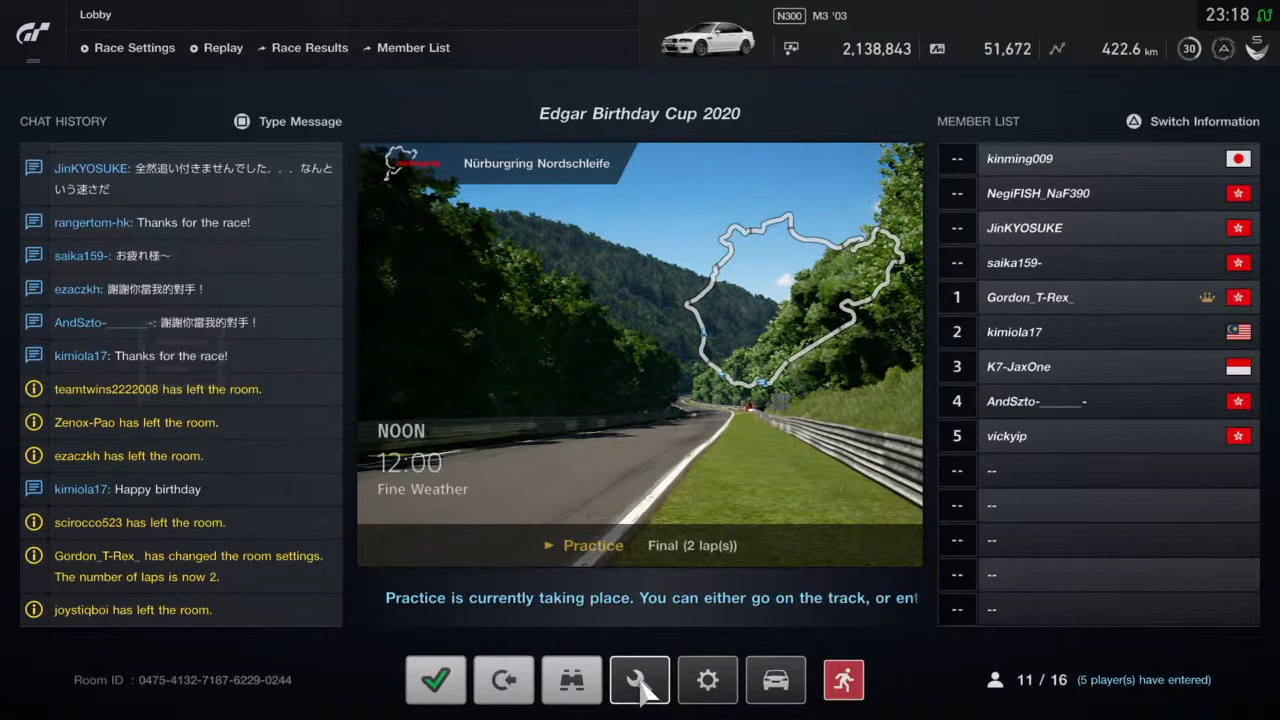 Lobby
Race Settings
Replay
Race Results
Member List
N300 M3 '03
2,138,843
51,672
422.6 km
30
S
23:18
CHAT HISTORY
Type Message
JinKYOSUKE: 全然追い付きませんでした．．．なんと
いう速さだ
rangertom-hk: Thanks for the race!
saika159-: お疲れ様～
ezaczkh: 謝謝你當我的對手！
AndSzto-______-: 謝謝你當我的對手！
kimiola17: Thanks for the race!
teamtwins2222008 has left the room.
Zenox-Pao has left the room.
ezaczkh has left the room.
kimiola17: Happy birthday
scirocco523 has left the room.
Gordon_T-Rex_ has changed the room settings.
The number of laps is now 2.
joystiqboi has left the room.
Edgar Birthday Cup 2020
Nürburgring Nordschleife
NOON
12:00
Fine Weather
Practice Final (2 lap(s))
Practice is currently taking place. You can either go on the track, or ent
MEMBER LIST
Switch Information
-- kinming009
-- NegiFISH_NaF390
-- JinKYOSUKE
-- saika159-
1 Gordon_T-Rex_
2 kimiola17
3 K7-JaxOne
4 AndSzto-______-
5 vickyip
-- --
-- --
-- --
-- --
-- --
Room ID : 0475-4132-7187-6229-0244
11 / 16 (5 player(s) have entered)